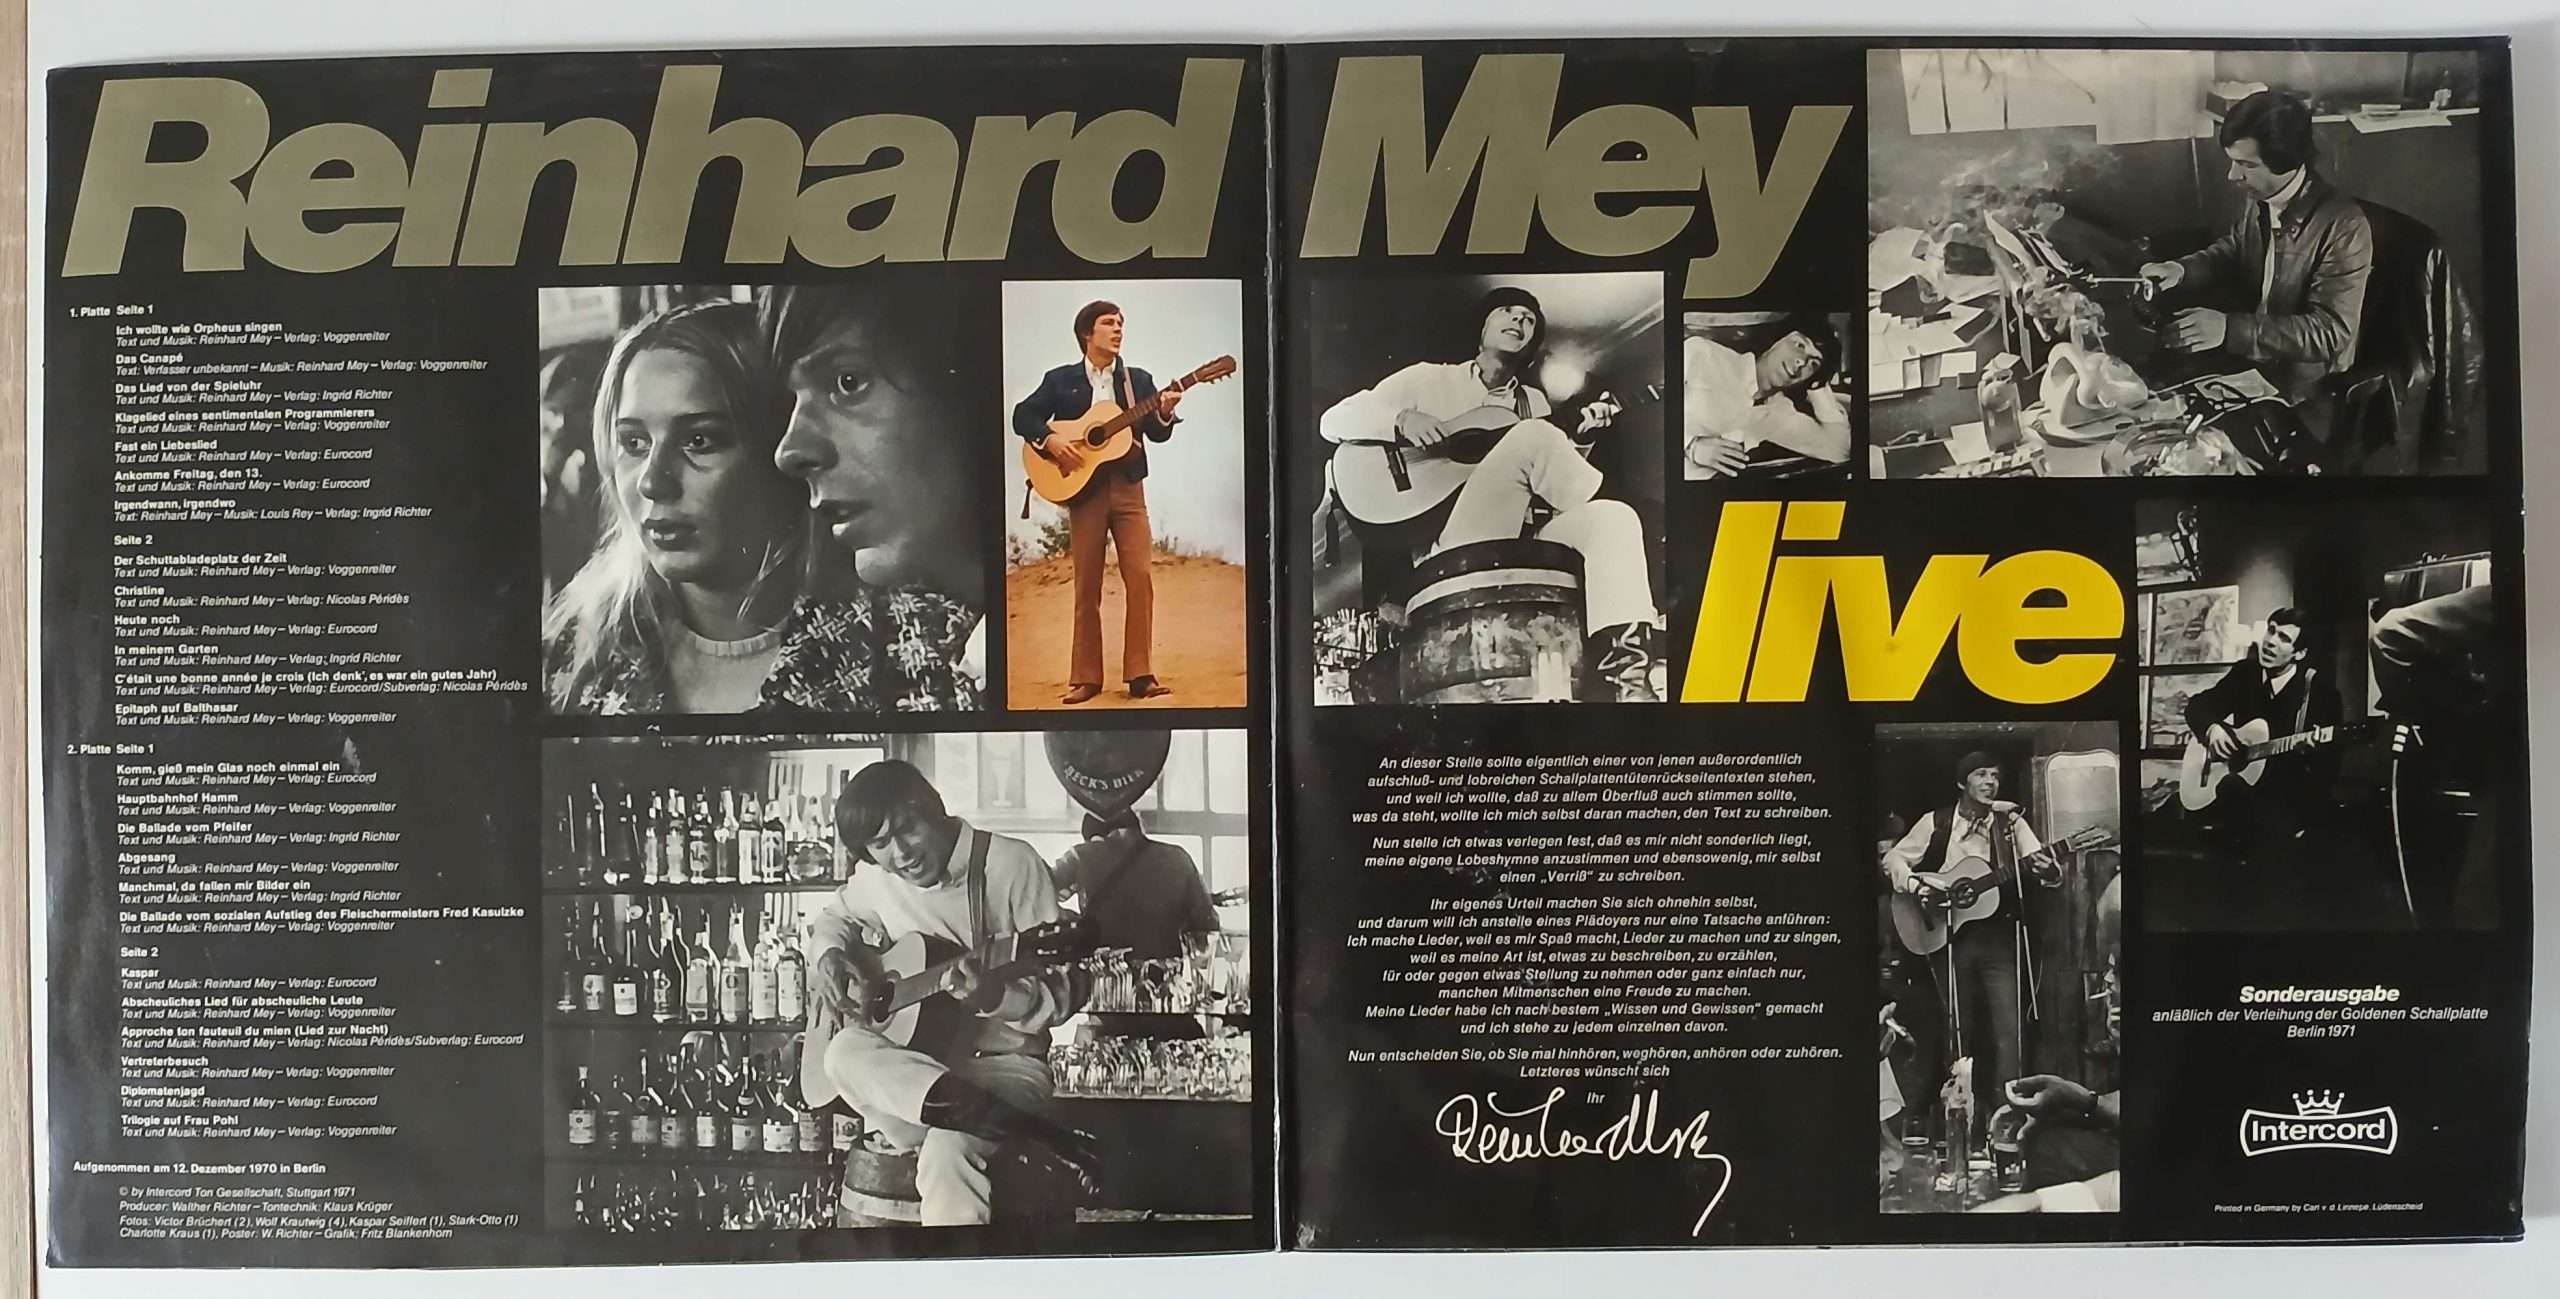 Reinhard Mey
live
1. Platte Seite 1
Ich wollte wie Orpheus singen
Text und Musik: Reinhard Mey – Verlag: Voggenreiter
Das Canapé
Text: Verfasser unbekannt – Musik: Reinhard Mey – Verlag: Voggenreiter
Das Lied von der Spieluhr
Text und Musik: Reinhard Mey – Verlag: Ingrid Richter
Klagelied eines sentimentalen Programmierers
Text und Musik: Reinhard Mey – Verlag: Voggenreiter
Fast ein Liebeslied
Text und Musik: Reinhard Mey – Verlag: Eurocord
Ankomme Freitag, den 13.
Text und Musik: Reinhard Mey – Verlag: Eurocord
Irgendwann, irgendwo
Text: Reinhard Mey – Musik: Louis Rey – Verlag: Ingrid Richter
Seite 2
Der Schuttabladeplatz der Zeit
Text und Musik: Reinhard Mey – Verlag: Voggenreiter
Christine
Text und Musik: Reinhard Mey – Verlag: Nicolas Péridès
Heute noch
Text und Musik: Reinhard Mey – Verlag: Eurocord
In meinem Garten
Text und Musik: Reinhard Mey – Verlag: Ingrid Richter
C'était une bonne année je crois (Ich denk', es war ein gutes Jahr)
Text und Musik: Reinhard Mey – Verlag: Eurocord/Subverlag: Nicolas Péridès
Epitaph auf Balthasar
Text und Musik: Reinhard Mey – Verlag: Voggenreiter
2. Platte Seite 1
Komm, gieß mein Glas noch einmal ein
Text und Musik: Reinhard Mey – Verlag: Eurocord
Hauptbahnhof Hamm
Text und Musik: Reinhard Mey – Verlag: Voggenreiter
Die Ballade vom Pfeifer
Text und Musik: Reinhard Mey – Verlag: Ingrid Richter
Abgesang
Text und Musik: Reinhard Mey – Verlag: Voggenreiter
Manchmal, da fallen mir Bilder ein
Text und Musik: Reinhard Mey – Verlag: Ingrid Richter
Die Ballade vom sozialen Aufstieg des Fleischermeisters Fred Kasulzke
Text und Musik: Reinhard Mey – Verlag: Voggenreiter
Seite 2
Kaspar
Text und Musik: Reinhard Mey – Verlag: Eurocord
Abscheuliches Lied für abscheuliche Leute
Text und Musik: Reinhard Mey – Verlag: Voggenreiter
Approche ton fauteuil du mien (Lied zur Nacht)
Text und Musik: Reinhard Mey – Verlag: Nicolas Péridès/Subverlag: Eurocord
Vertreterbesuch
Text und Musik: Reinhard Mey – Verlag: Voggenreiter
Diplomatenjagd
Text und Musik: Reinhard Mey – Verlag: Eurocord
Trilogie auf Frau Pohl
Text und Musik: Reinhard Mey – Verlag: Voggenreiter
Aufgenommen am 12. Dezember 1970 in Berlin
© by Intercord Ton Gesellschaft, Stuttgart 1971
Producer: Walther Richter – Tontechnik: Klaus Krüger
Fotos: Victor Brüchert (2), Wolf Krautwig (4), Kaspar Seiffert (1), Stark-Otto (1)
Charlotte Kraus (1), Poster: W. Richter – Grafik: Fritz Blankenhorn
BECK'S BIER
An dieser Stelle sollte eigentlich einer von jenen außerordentlich
aufschluß- und lobreichen Schallplattentütenrückseitentexten stehen,
und weil ich wollte, daß zu allem Überfluß auch stimmen sollte,
was da steht, wollte ich mich selbst daran machen, den Text zu schreiben.
Nun stelle ich etwas verlegen fest, daß es mir nicht sonderlich liegt,
meine eigene Lobeshymne anzustimmen und ebensowenig, mir selbst
einen „Verriß“ zu schreiben.
Ihr eigenes Urteil machen Sie sich ohnehin selbst,
und darum will ich anstelle eines Plädoyers nur eine Tatsache anführen:
Ich mache Lieder, weil es mir Spaß macht, Lieder zu machen und zu singen,
weil es meine Art ist, etwas zu beschreiben, zu erzählen,
für oder gegen etwas Stellung zu nehmen oder ganz einfach nur,
manchen Mitmenschen eine Freude zu machen.
Meine Lieder habe ich nach bestem „Wissen und Gewissen“ gemacht
und ich stehe zu jedem einzelnen davon.
Nun entscheiden Sie, ob Sie mal hinhören, weghören, anhören oder zuhören.
Letzteres wünscht sich
Ihr
Reinhard Mey
Sonderausgabe
anläßlich der Verleihung der Goldenen Schallplatte
Berlin 1971
Intercord
Printed in Germany by Carl v. d. Linnepe, Lüdenscheid